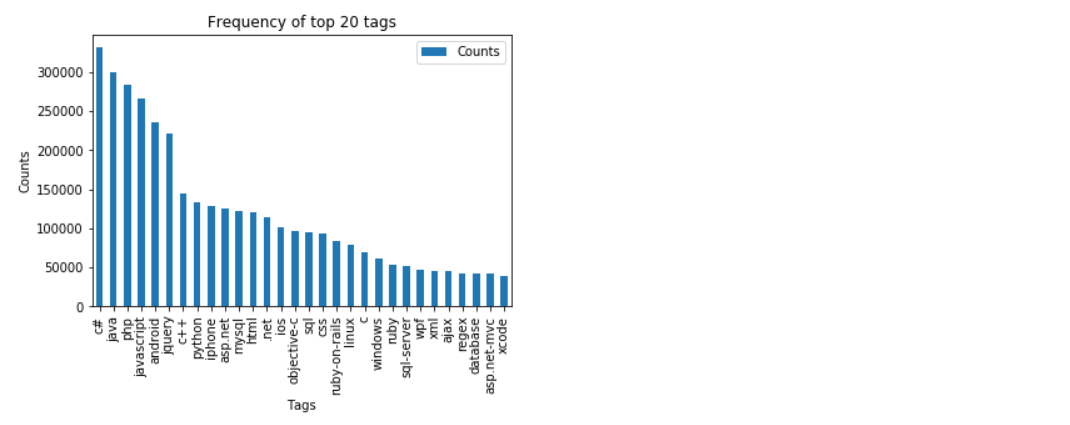 Frequency of top 20 tags
Counts
300000
250000
200000
150000
100000
50000
0
Counts
c#
java
php
javascript
android
jquery
c++
python
iphone
asp.net
mysql
html
.net
ios
objective-c
sql
css
ruby-on-rails
linux
c
windows
ruby
sql-server
wpf
xml
ajax
regex
database
asp.net-mvc
xcode
Tags